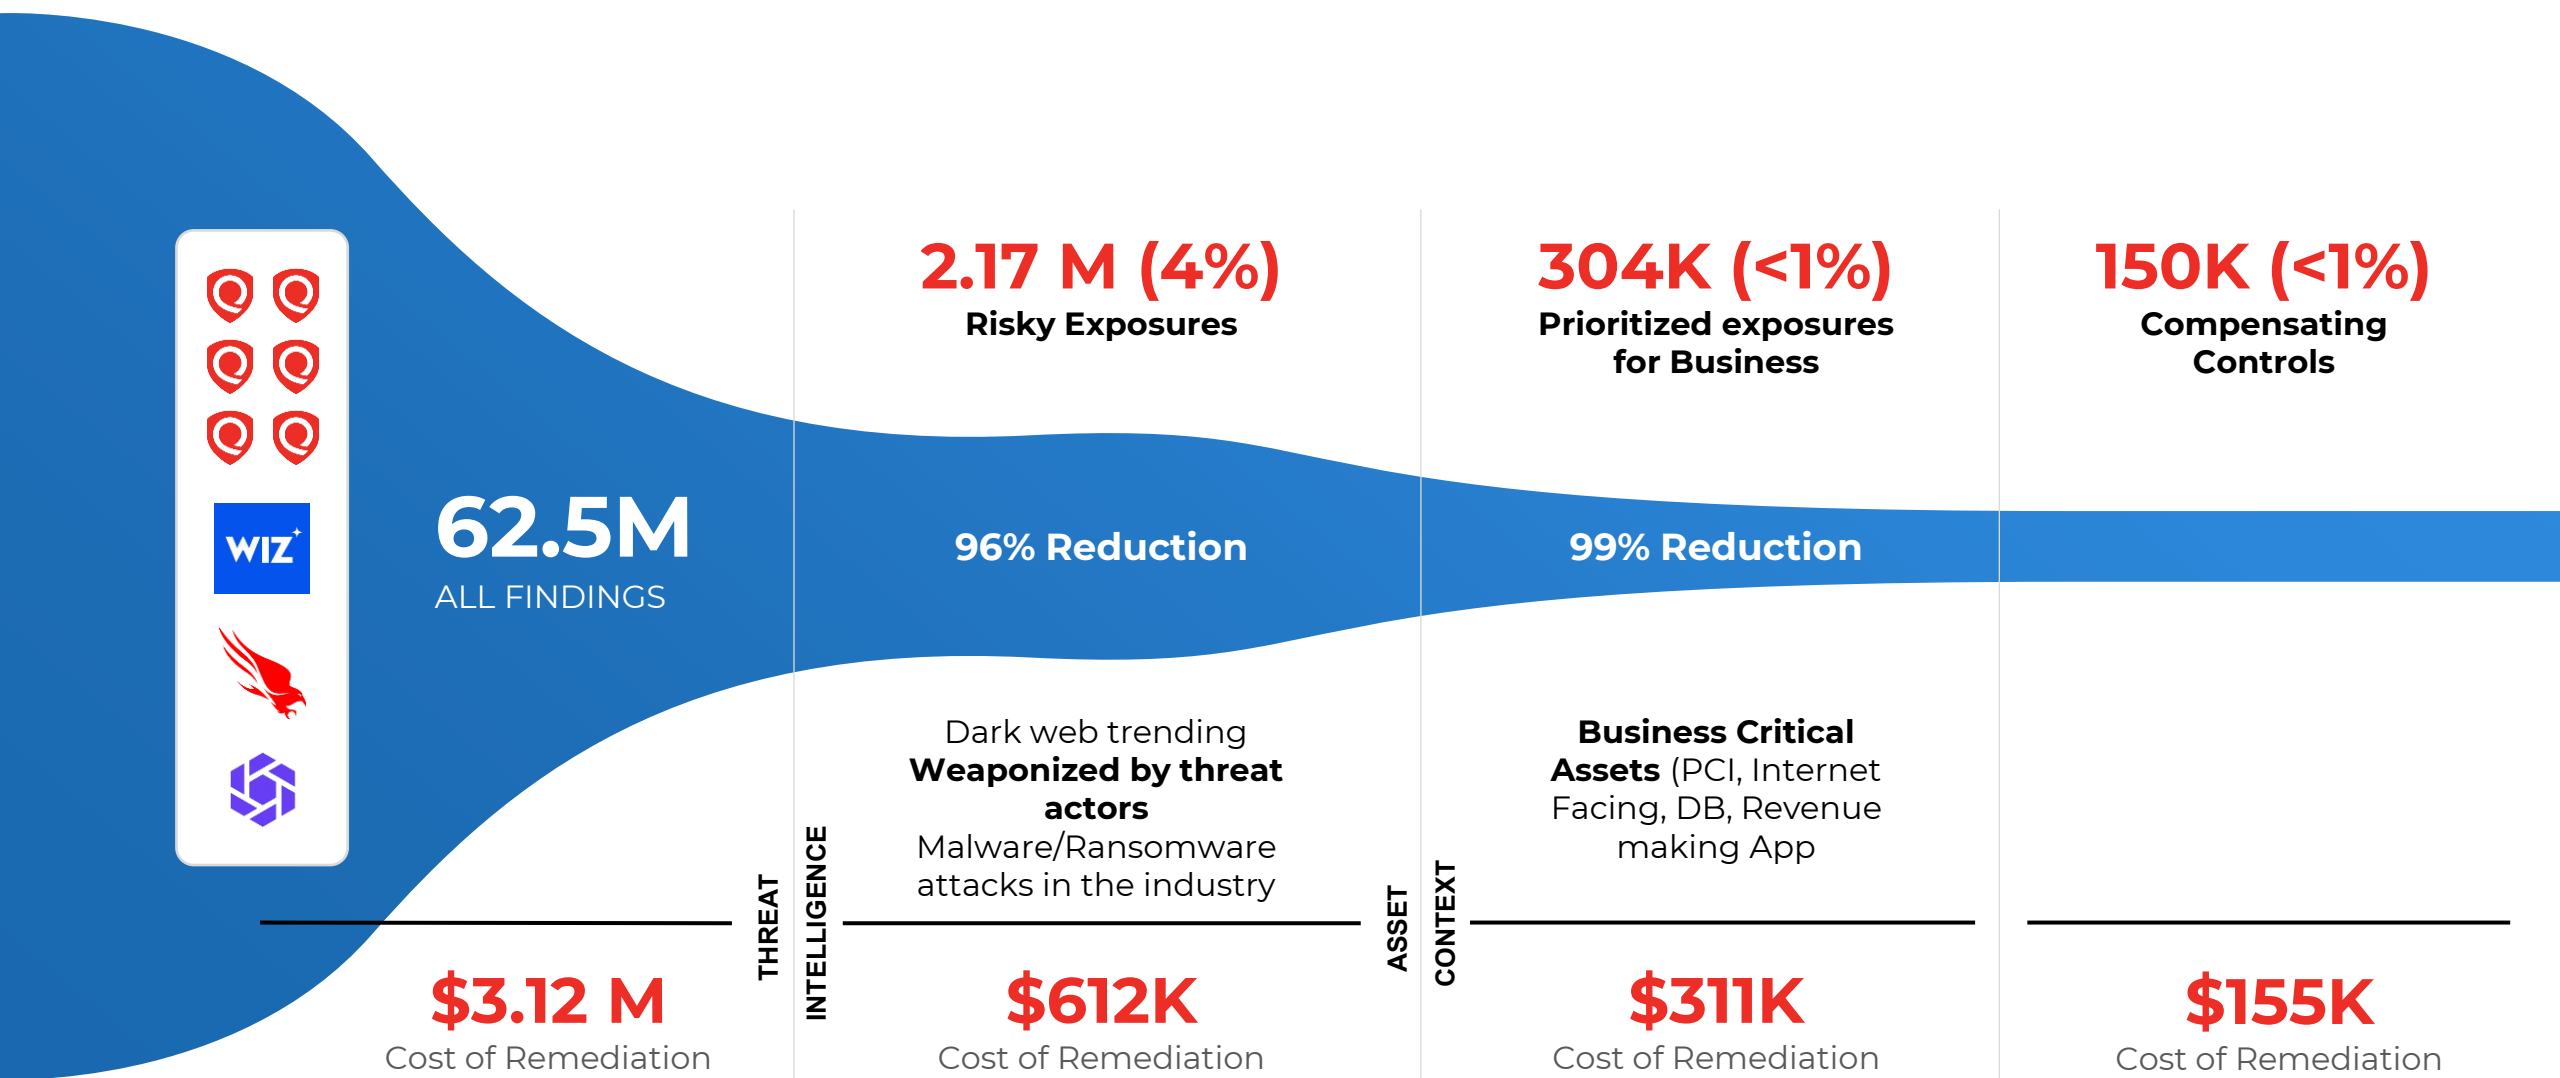 WIZ
62.5M
ALL FINDINGS
$3.12 M
Cost of Remediation
THREAT
INTELLIGENCE
2.17 M (4%)
Risky Exposures
96% Reduction
Dark web trending
Weaponized by threat
actors
Malware/Ransomware
attacks in the industry
$612K
Cost of Remediation
ASSET
CONTEXT
304K (<1%)
Prioritized exposures
for Business
99% Reduction
Business Critical
Assets (PCI, Internet
Facing, DB, Revenue
making App
$311K
Cost of Remediation
150K (<1%)
Compensating
Controls
$155K
Cost of Remediation